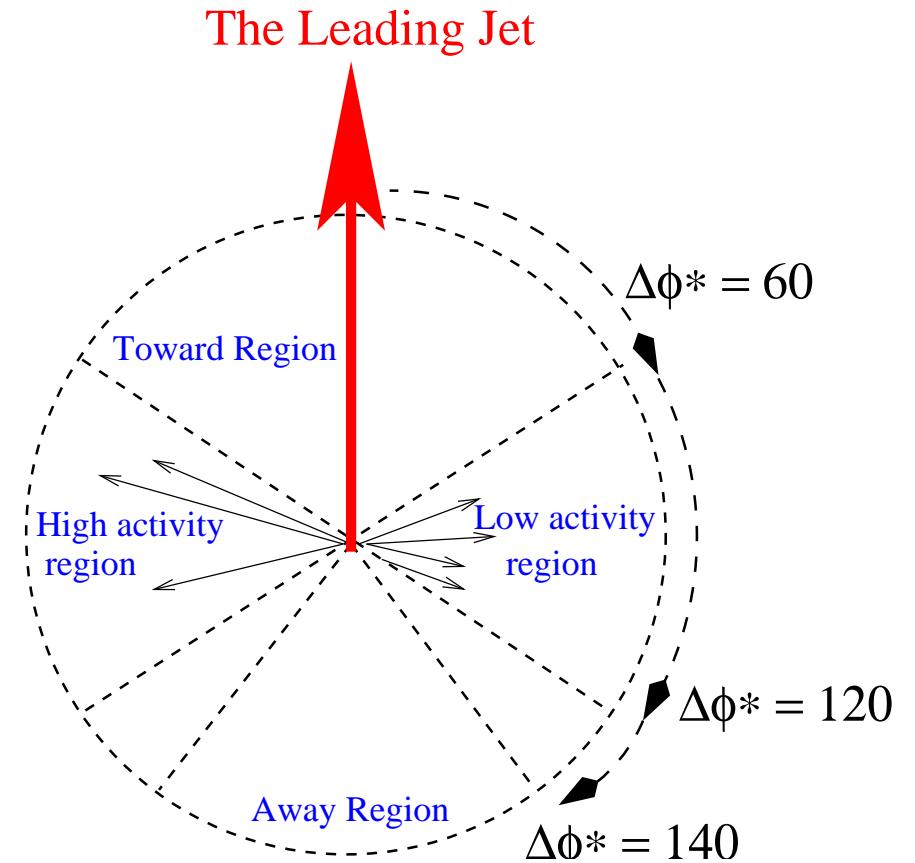 The Leading Jet
Δϕ* = 60
Toward Region
High activity
region
Low activity
region
Δϕ* = 120
Away Region
Δϕ* = 140